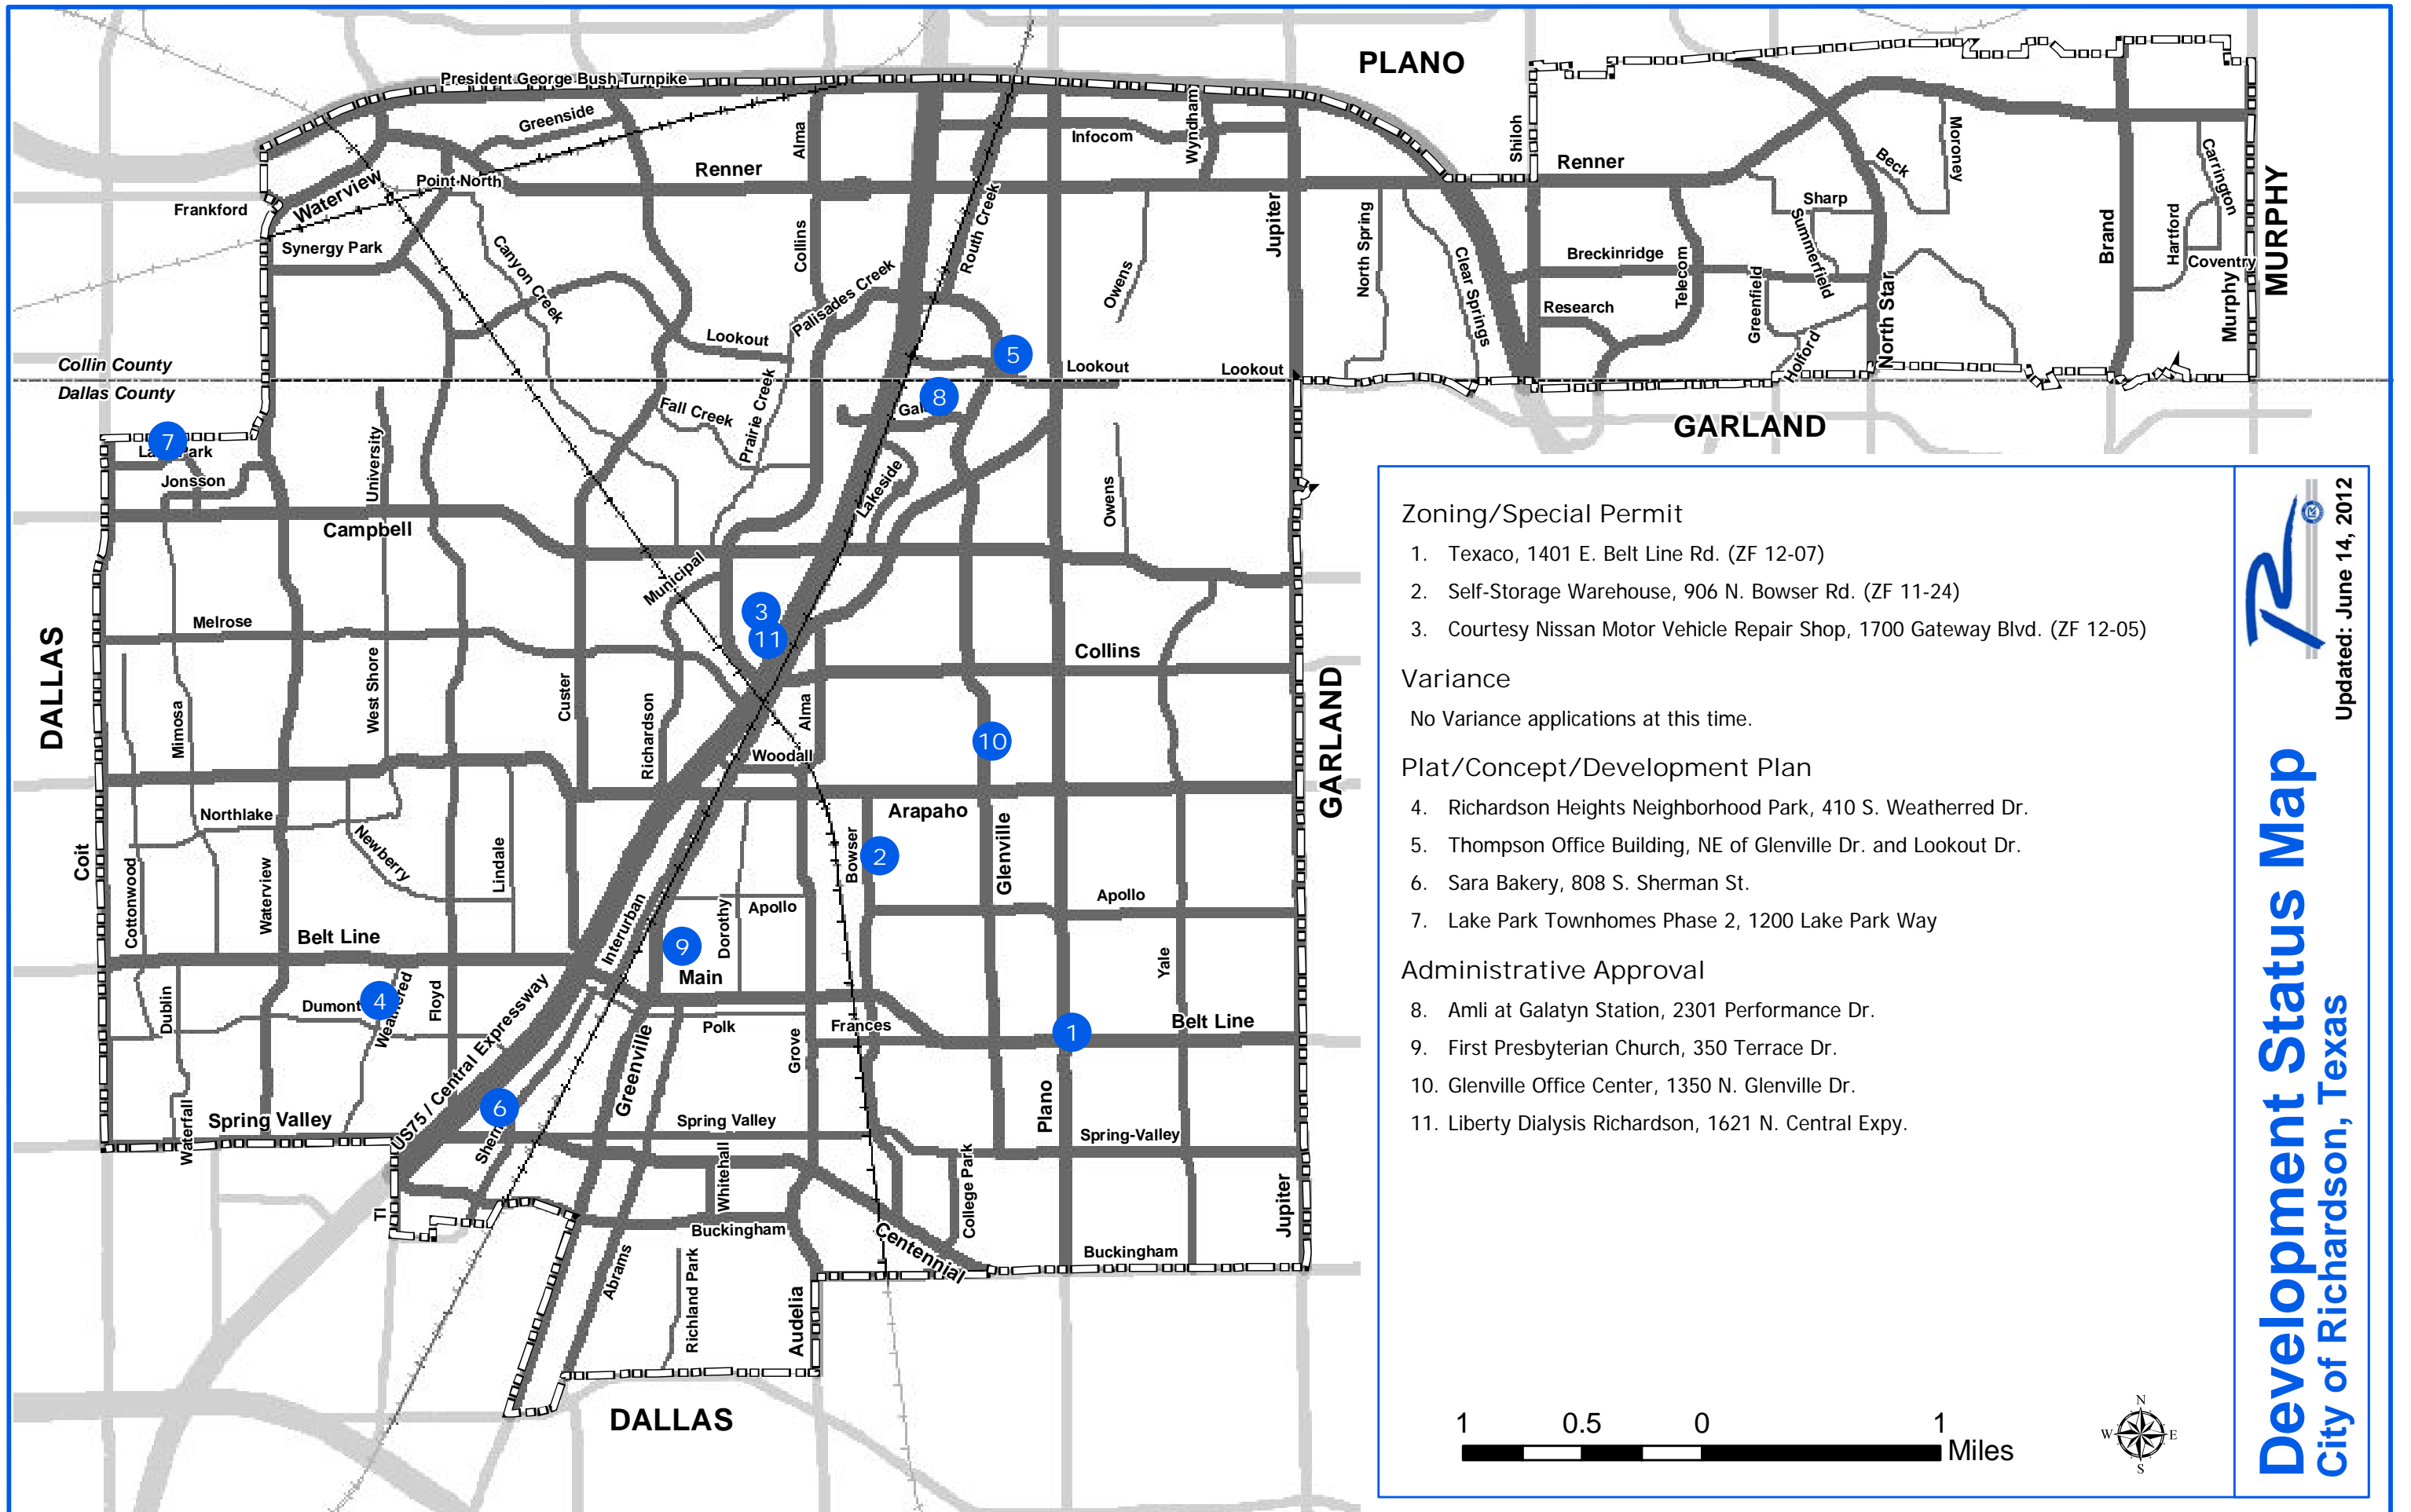 PLANO
President George Bush Turnpike
Greenside
Alma
Infocom
Wyndham
Shiloh
Renner
Renner
Moroney
Beck
Carrington
MURPHY
Point North
Waterview
Frankford
Synergy Park
Canyon Creek
Collins
Routh Creek
Palisades Creek
Owens
Jupiter
North Spring
Clear Springs
Sharp
Summerfield
Breckinridge
Telecom
Greenfield
Research
Holford
North Star
Brand
Hartford
Coventry
Murphy
Lookout
5
Lookout
Lookout
Collin County
Dallas County
8
Prairie Creek
Fall Creek
GARLAND
7
Jonsson
University
Lakeside
Owens
Campbell
Municipal
3
11
Melrose
Collins
DALLAS
Mimosa
West Shore
Custer
Richardson
Alma
10
Woodall
GARLAND
Arapaho
Northlake
Newberry
Lindale
Bowser
2
Glenville
Coit
Cottonwood
Waterview
Interurban
Dorothy
Apollo
Apollo
Belt Line
9
Main
Yale
Dublin
Dumont
4
Floyd
US75 / Central Expressway
Greenville
Polk
Grove
Frances
1
Belt Line
Plano
6
Waterfall
Spring Valley
Spring Valley
Spring-Valley
Whitehall
College Park
Jupiter
TI
Buckingham
Centennial
Buckingham
Abrams
Richland Park
Audelia
DALLAS
Zoning/Special Permit
1. Texaco, 1401 E. Belt Line Rd. (ZF 12-07)
2. Self-Storage Warehouse, 906 N. Bowser Rd. (ZF 11-24)
3. Courtesy Nissan Motor Vehicle Repair Shop, 1700 Gateway Blvd. (ZF 12-05)
Variance
No Variance applications at this time.
Plat/Concept/Development Plan
4. Richardson Heights Neighborhood Park, 410 S. Weatherred Dr.
5. Thompson Office Building, NE of Glenville Dr. and Lookout Dr.
6. Sara Bakery, 808 S. Sherman St.
7. Lake Park Townhomes Phase 2, 1200 Lake Park Way
Administrative Approval
8. Amli at Galatyn Station, 2301 Performance Dr.
9. First Presbyterian Church, 350 Terrace Dr.
10. Glenville Office Center, 1350 N. Glenville Dr.
11. Liberty Dialysis Richardson, 1621 N. Central Expy.
1 0.5 0 1
Miles
N
W E
S
Updated: June 14, 2012
Development Status Map
City of Richardson, Texas